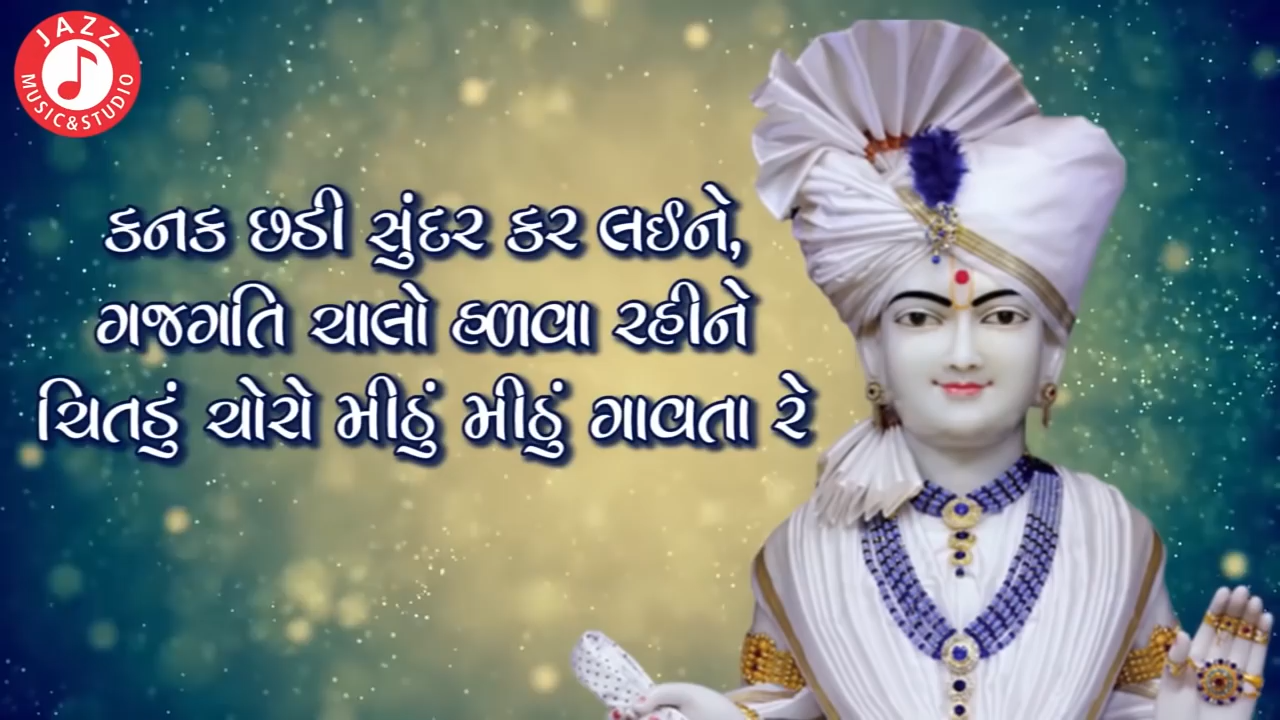 JAZZ
MUSIC&STUDIO
કનક છડી સુંદર કર લઈને,
ગજગતિ ચાલો હળવા રહીને
ચિતડું ચોરો મીઠું મીઠું ગાવતા રે